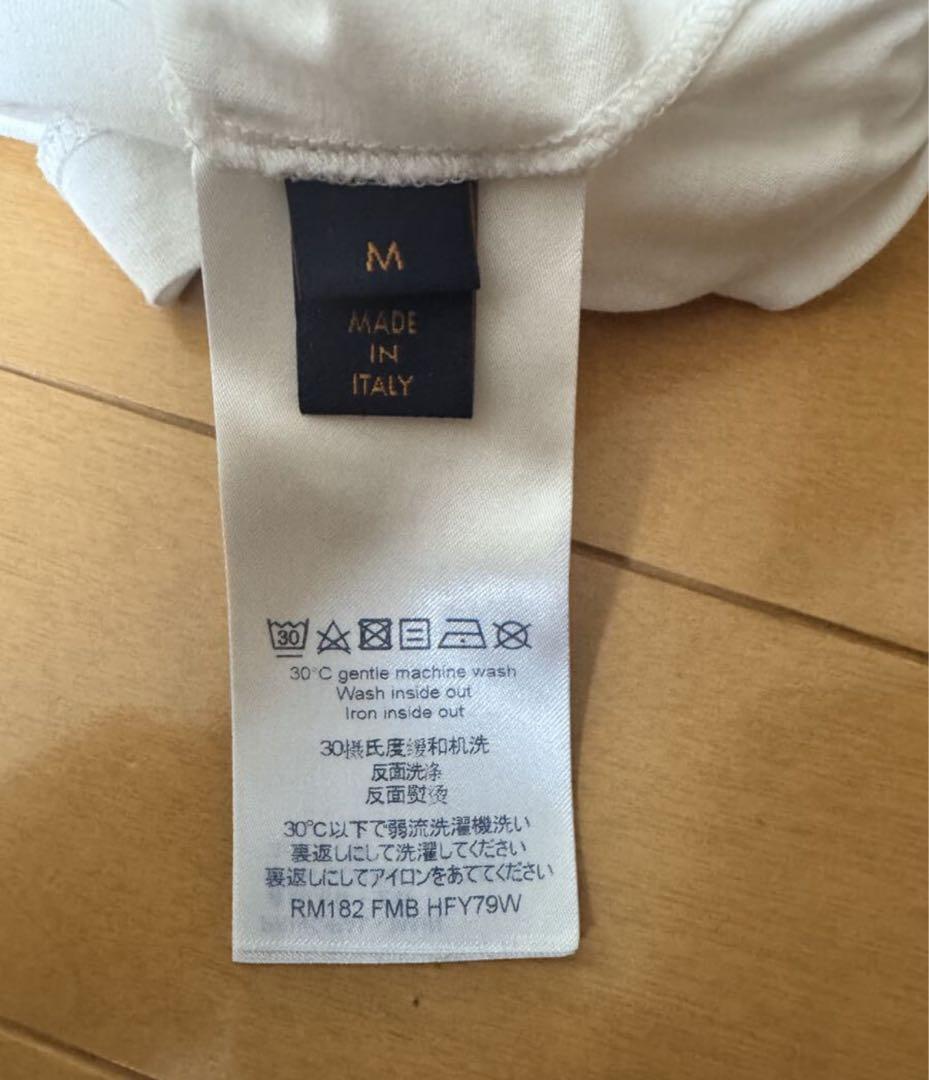 M
MADE
IN
ITALY
30
30°C gentle machine wash
Wash inside out
Iron inside out
30摄氏度缓和机洗
反面洗涤
反面熨烫
30℃以下で弱流洗濯機洗い
裏返しにして洗濯してください
裏返しにしてアイロンをあててください
RM182 FMB HFY79W